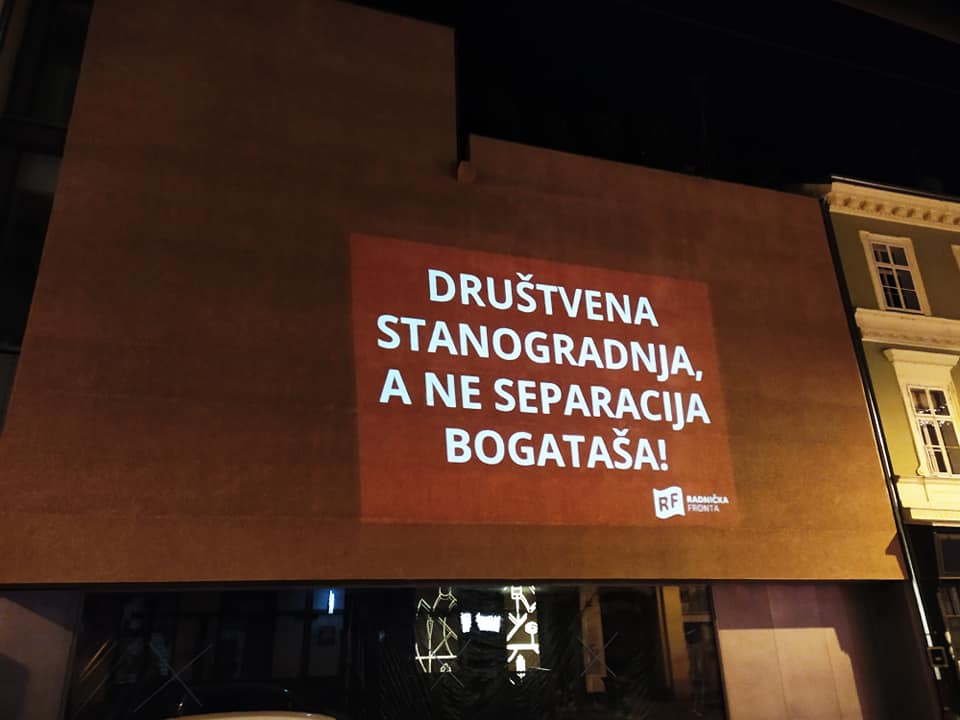 DRUŠTVENA
STANOGRADNJA,
A NE SEPARACIJA
BOGATAŠA!
RF RADNIČKA
FRONTA